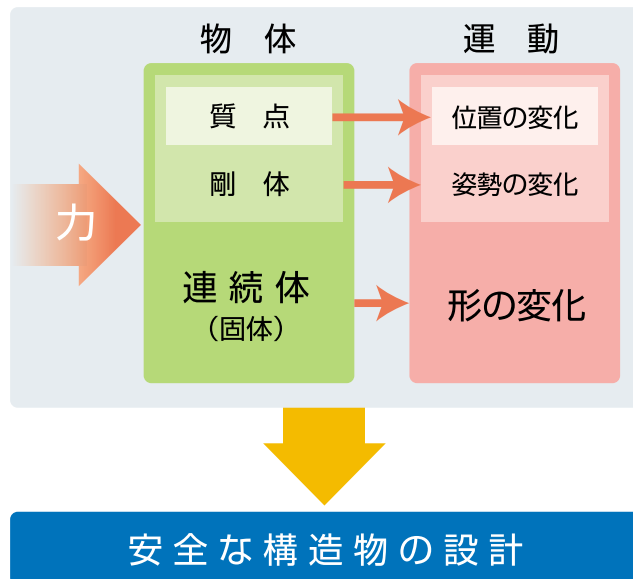 物体
運動
力
質点
位置の変化
剛体
姿勢の変化
連続体
（固体）
形の変化
安全な構造物の設計